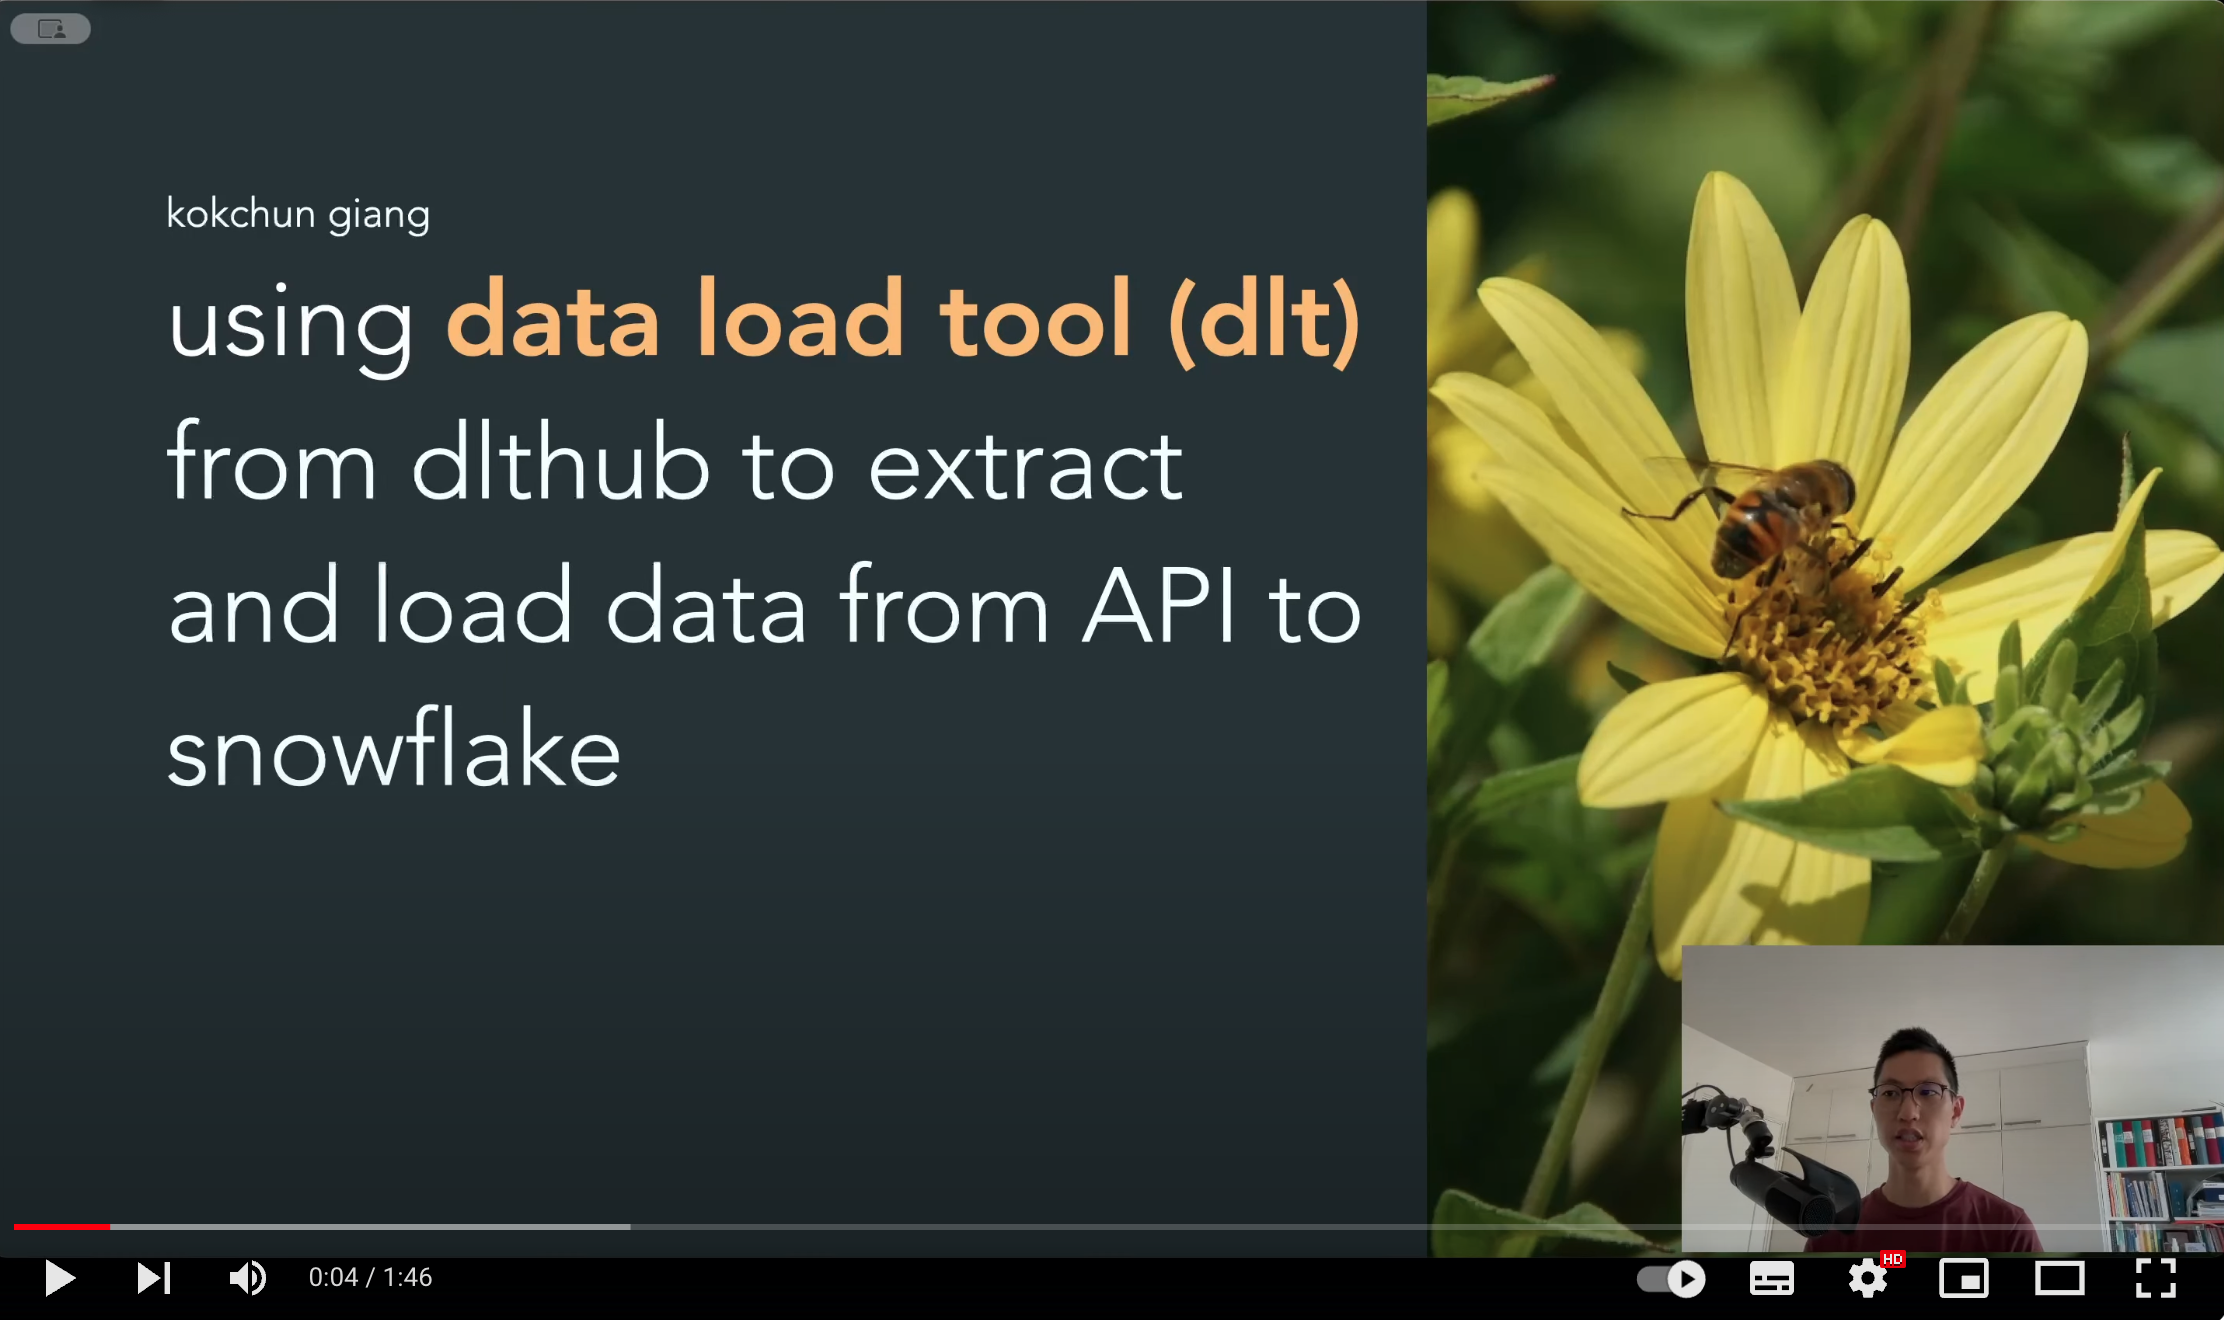 kokchun giang
using data load tool (dlt)
from dlthub to extract
and load data from API to
snowflake
0:04 / 1:46
HD